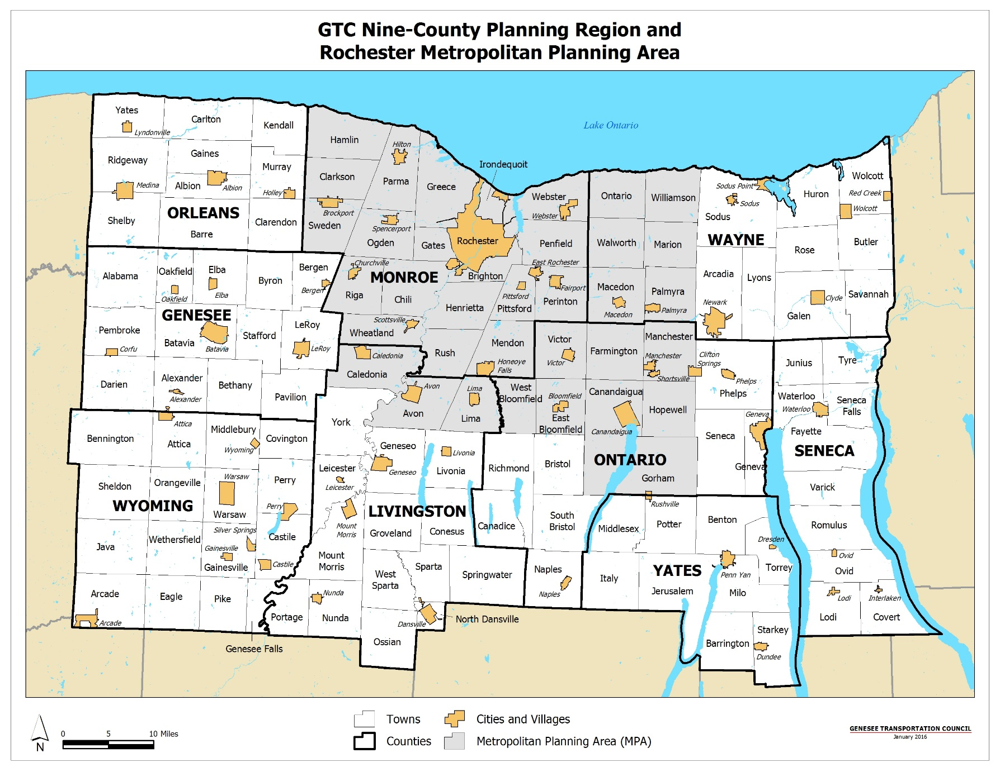 GTC Nine-County Planning Region and
Rochester Metropolitan Planning Area
Lake Ontario
Yates
Lyndonville
Carlton
Kendall
Ridgeway
Gaines
Murray
Medina
Albion
Albion
Holley
ORLEANS
Shelby
Barre
Clarendon
Hamlin
Hilton
Clarkson
Parma
Greece
Irondequoit
Brockport
Sweden
Spencerport
Ogden
Gates
Rochester
Webster
Webster
Penfield
Churchville
MONROE
Brighton
East Rochester
Riga
Chili
Henrietta
Pittsford
Pittsford
Fairport
Perinton
Scottsville
Wheatland
Rush
Mendon
Honeoye
Falls
Ontario
Williamson
Sodus Point
Sodus
Sodus
Huron
Wolcott
Red Creek
Wolcott
WAYNE
Walworth
Marion
Rose
Butler
Arcadia
Lyons
Macedon
Macedon
Palmyra
Palmyra
Newark
Clyde
Galen
Savannah
Alabama
Oakfield
Oakfield
Elba
Elba
Byron
Bergen
Bergen
GENESEE
Pembroke
Corfu
Batavia
Batavia
Stafford
LeRoy
LeRoy
Darien
Alexander
Alexander
Bethany
Pavilion
Caledonia
Caledonia
Avon
Avon
Lima
Lima
York
West
Bloomfield
Bloomfield
East
Bloomfield
Victor
Victor
Farmington
Manchester
Manchester
Shortsville
Clifton
Springs
Phelps
Phelps
Canandaigua
Canandaigua
Hopewell
Seneca
Geneva
Geneva
ONTARIO
Gorham
Richmond
Bristol
Canadice
South
Bristol
Naples
Naples
Junius
Tyre
Waterloo
Waterloo
Seneca
Falls
Fayette
SENECA
Varick
Romulus
Ovid
Ovid
Lodi
Lodi
Interlaken
Covert
Bennington
Attica
Attica
Middlebury
Wyoming
Covington
Sheldon
Orangeville
Warsaw
Warsaw
Perry
Perry
WYOMING
Java
Wethersfield
Silver Springs
Gainesville
Gainesville
Castile
Castile
Arcade
Arcade
Eagle
Pike
Genesee Falls
Geneseo
Geneseo
Livonia
Livonia
Leicester
Leicester
LIVINGSTON
Mount
Morris
Mount
Morris
Groveland
Conesus
West
Sparta
Sparta
Springwater
Portage
Nunda
Nunda
Dansville
North Dansville
Ossian
Middlesex
Rushville
Potter
Benton
Dresden
Torrey
Italy
YATES
Jerusalem
Penn Yan
Milo
Barrington
Starkey
Dundee
N
0 5 10 Miles
Towns
Counties
Cities and Villages
Metropolitan Planning Area (MPA)
GENESEE TRANSPORTATION COUNCIL
January 2016